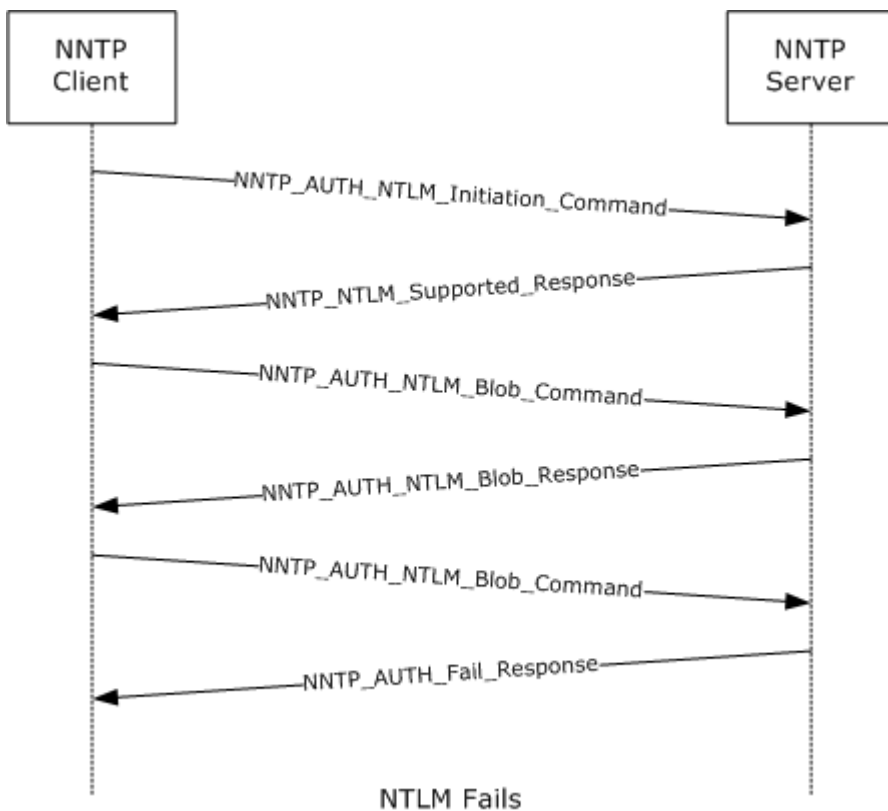 NNTP
Client
NNTP
Server
NNTP_AUTH_NTLM_Initiation_Command
NNTP_NTLM_Supported_Response
NNTP_AUTH_NTLM_Blob_Command
NNTP_AUTH_NTLM_Blob_Response
NNTP_AUTH_NTLM_Blob_Command
NNTP_AUTH_Fail_Response
NTLM Fails